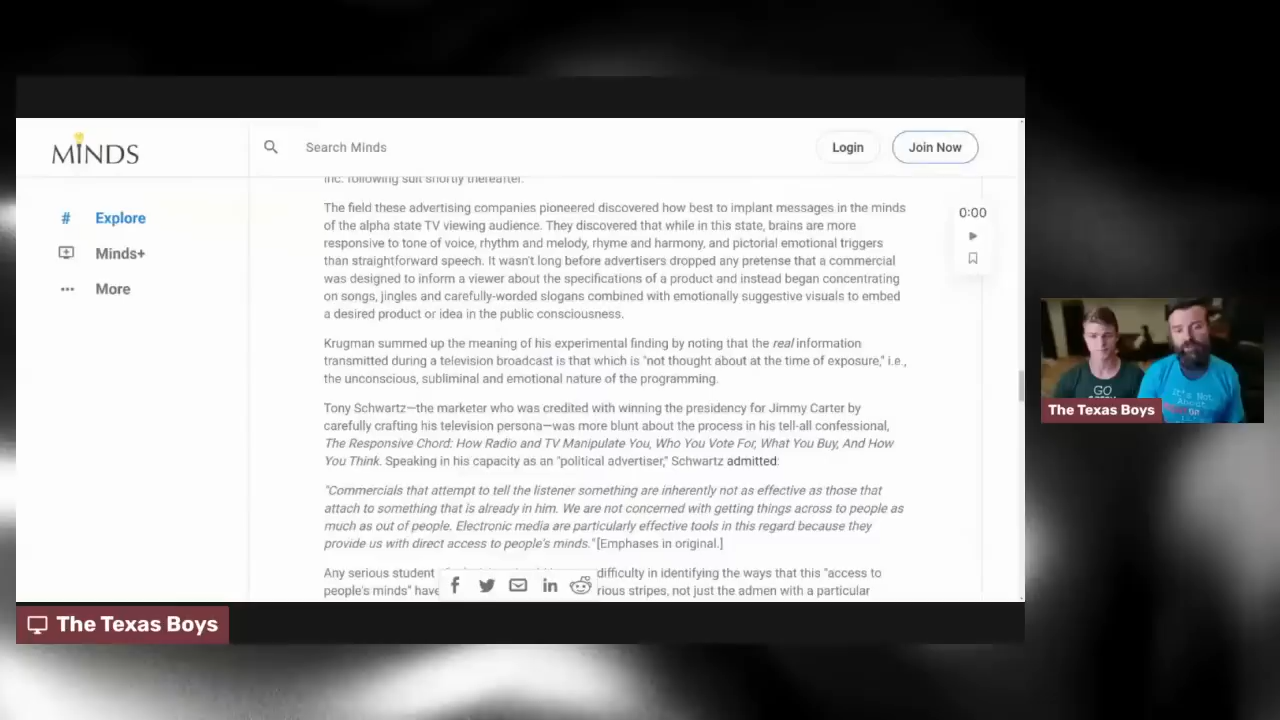 MINDS
Search Minds
Login
Join Now
# Explore
Minds+
More
0:00
Inc. following suit shortly thereafter.
The field these advertising companies pioneered discovered how best to implant messages in the minds
of the alpha state TV viewing audience. They discovered that while in this state, brains are more
responsive to tone of voice, rhythm and melody, rhyme and harmony, and pictorial emotional triggers
than straightforward speech. It wasn't long before advertisers dropped any pretense that a commercial
was designed to inform a viewer about the specifications of a product and instead began concentrating
on songs, jingles and carefully-worded slogans combined with emotionally suggestive visuals to embed
a desired product or idea in the public consciousness.
Krugman summed up the meaning of his experimental finding by noting that the real information
transmitted during a television broadcast is that which is "not thought about at the time of exposure," i.e.,
the unconscious, subliminal and emotional nature of the programming.
Tony Schwartz—the marketer who was credited with winning the presidency for Jimmy Carter by
carefully crafting his television persona—was more blunt about the process in his tell-all confessional,
The Responsive Chord: How Radio and TV Manipulate You, Who You Vote For, What You Buy, And How
You Think. Speaking in his capacity as an "political advertiser," Schwartz admitted:
"Commercials that attempt to tell the listener something are inherently not as effective as those that
attach to something that is already in him. We are not concerned with getting things across to people as
much as out of people. Electronic media are particularly effective tools in this regard because they
provide us with direct access to people's minds." [Emphases in original.]
Any serious student difficulty in identifying the ways that this "access to
people's minds" have rious stripes, not just the admen with a particular
GO
It's Not
About
The Texas Boys
The Texas Boys